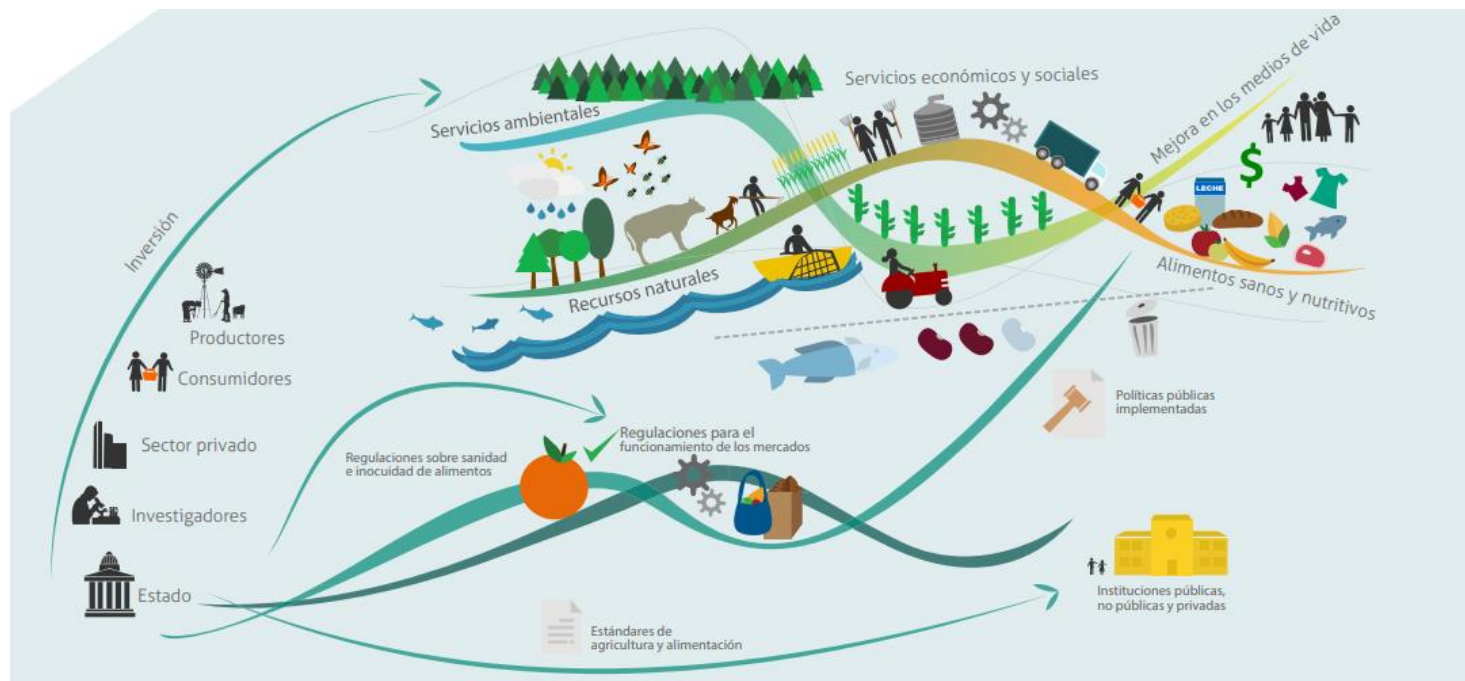 Servicios económicos y sociales
Mejora en los medios de vida
Servicios ambientales
Inversión
LECHE
Recursos naturales
Alimentos sanos y nutritivos
Productores
Consumidores
Sector privado
Investigadores
Estado
Regulaciones sobre sanidad
e inocuidad de alimentos
Regulaciones para el
funcionamiento de los mercados
Políticas públicas
implementadas
Instituciones públicas,
no públicas y privadas
Estándares de
agricultura y alimentación
$